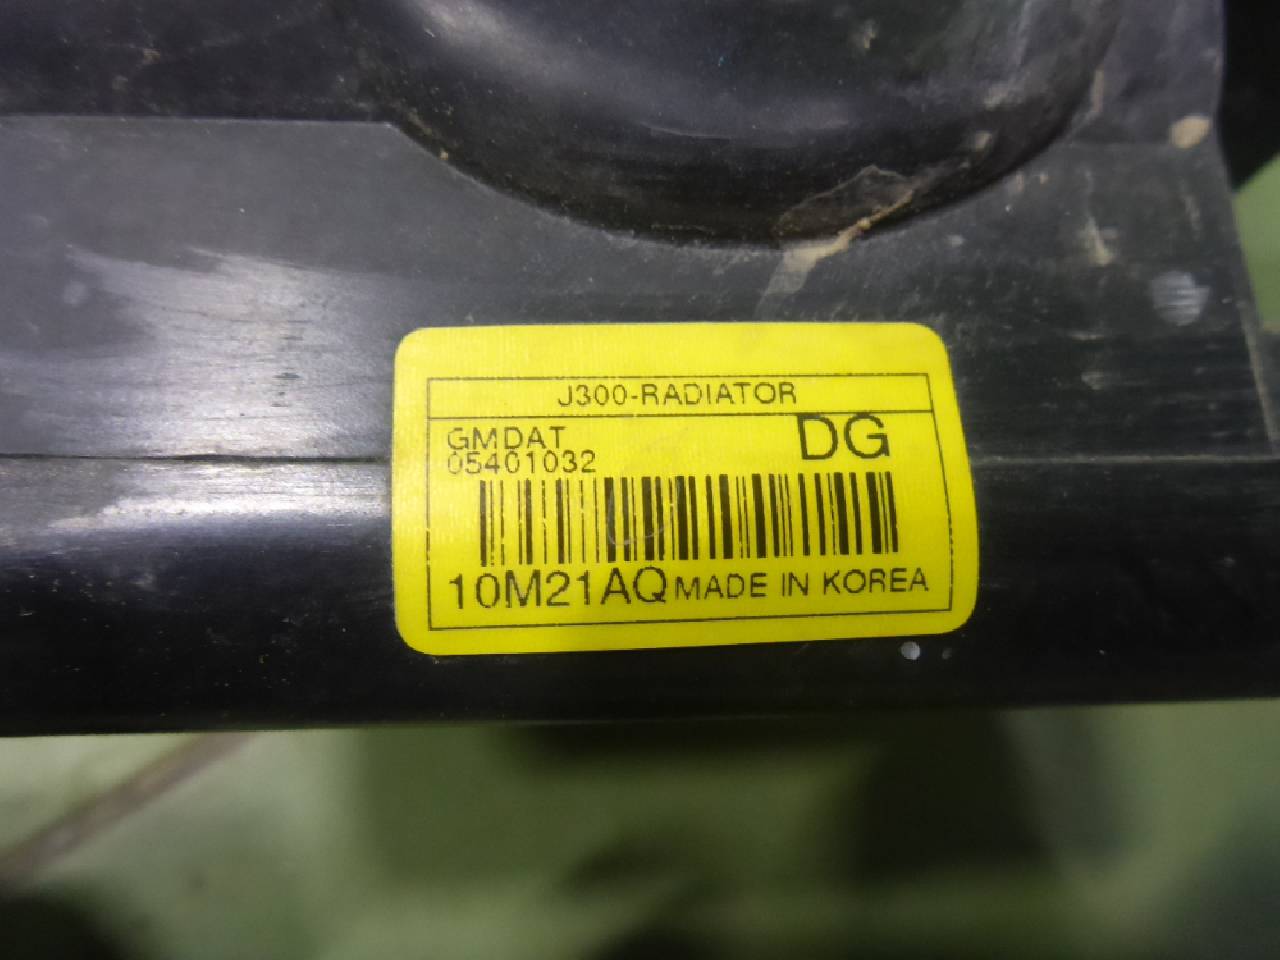 J300-RADIATOR
GMDAT DG
05401032
10M21AQ MADE IN KOREA